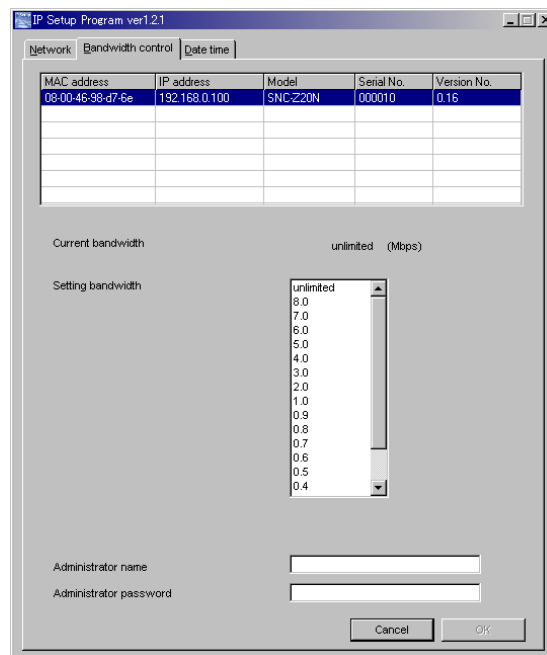 IP Setup Program ver1.2.1
Network Bandwidth control Date time
MAC address IP address Model Serial No. Version No.
08-00-46-98-d7-6e 192.168.0.100 SNC-Z20N 000010 0.16
Current bandwidth unlimited (Mbps)
Setting bandwidth
unlimited
8.0
7.0
6.0
5.0
4.0
3.0
2.0
1.0
0.9
0.8
0.7
0.6
0.5
0.4
Administrator name
Administrator password
Cancel OK